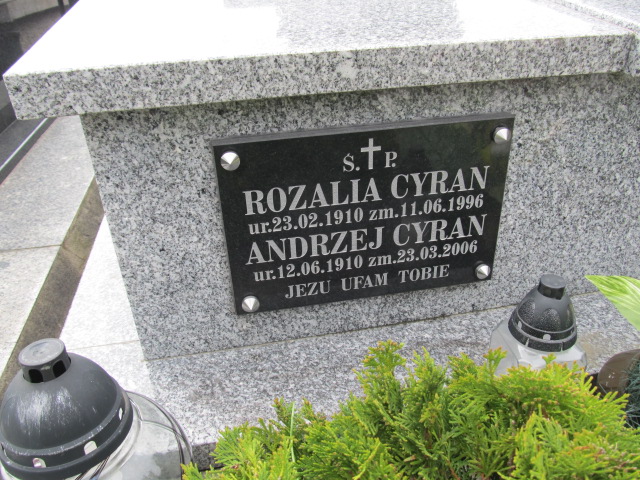 Ś. P.
ROZALIA CYRAN
ur.23.02.1910 zm.11.06.1996
ANDRZEJ CYRAN
ur.12.06.1910 zm.23.03.2006
JEZU UFAM TOBIE